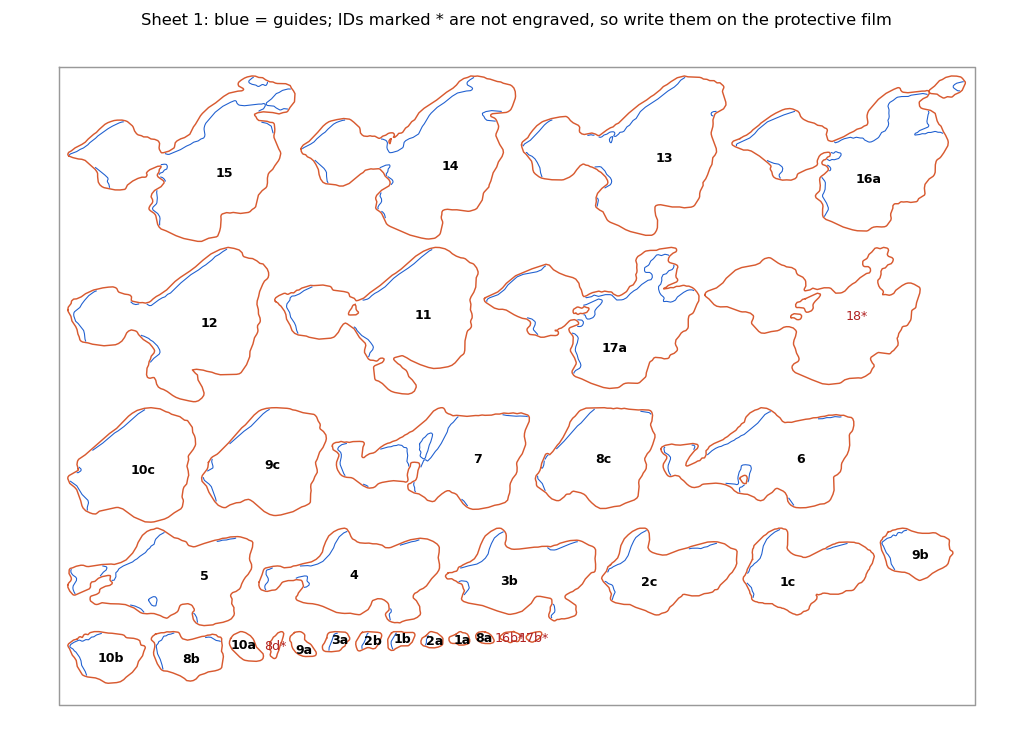 Sheet 1: blue = guides; IDs marked * are not engraved, so write them on the protective film
15 14 13 16a
12 11 17a 18*
10c 9c 7 8c 6
5 4 3b 2c 1c 9b
10b 8b 10a 8d* 9a 3a 2b 1b 2a 1a 8a 16b* 17b*